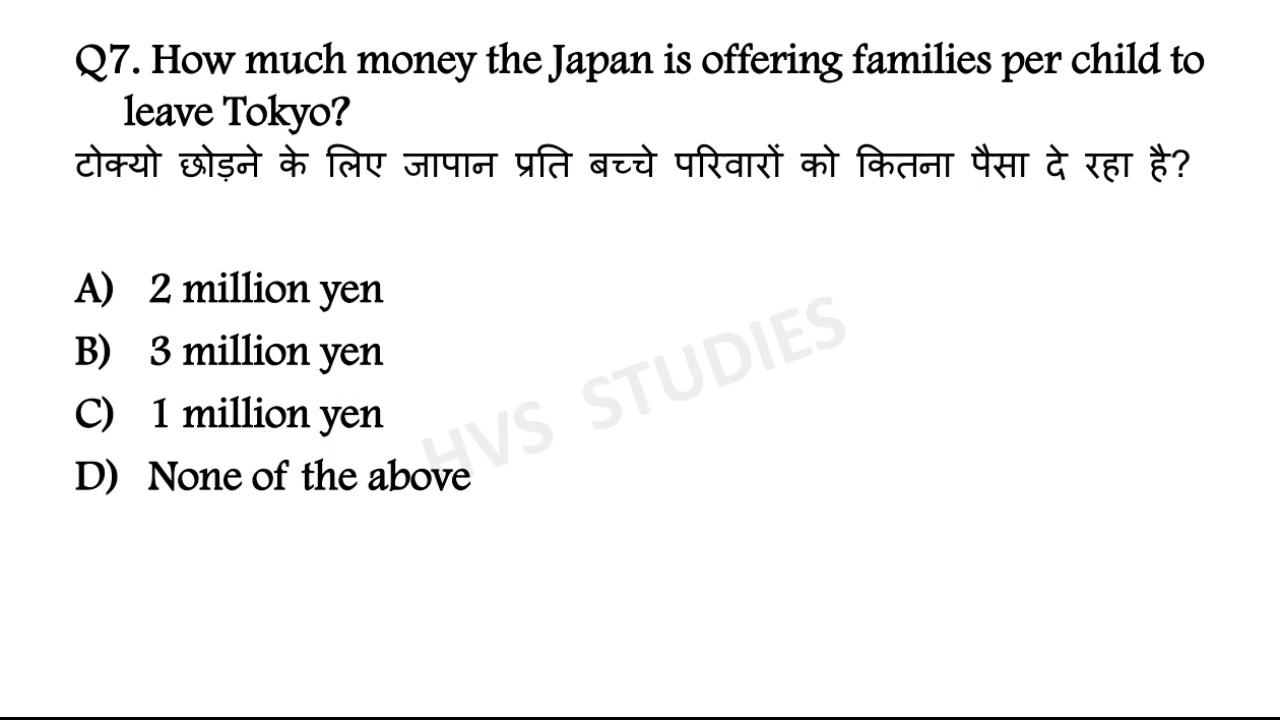 Q7. How much money the Japan is offering families per child to
leave Tokyo?
टोक्यो छोड़ने के लिए जापान प्रति बच्चे परिवारों को कितना पैसा दे रहा है?
A) 2 million yen
B) 3 million yen
HVS STUDIES
C) 1 million yen
D) None of the above